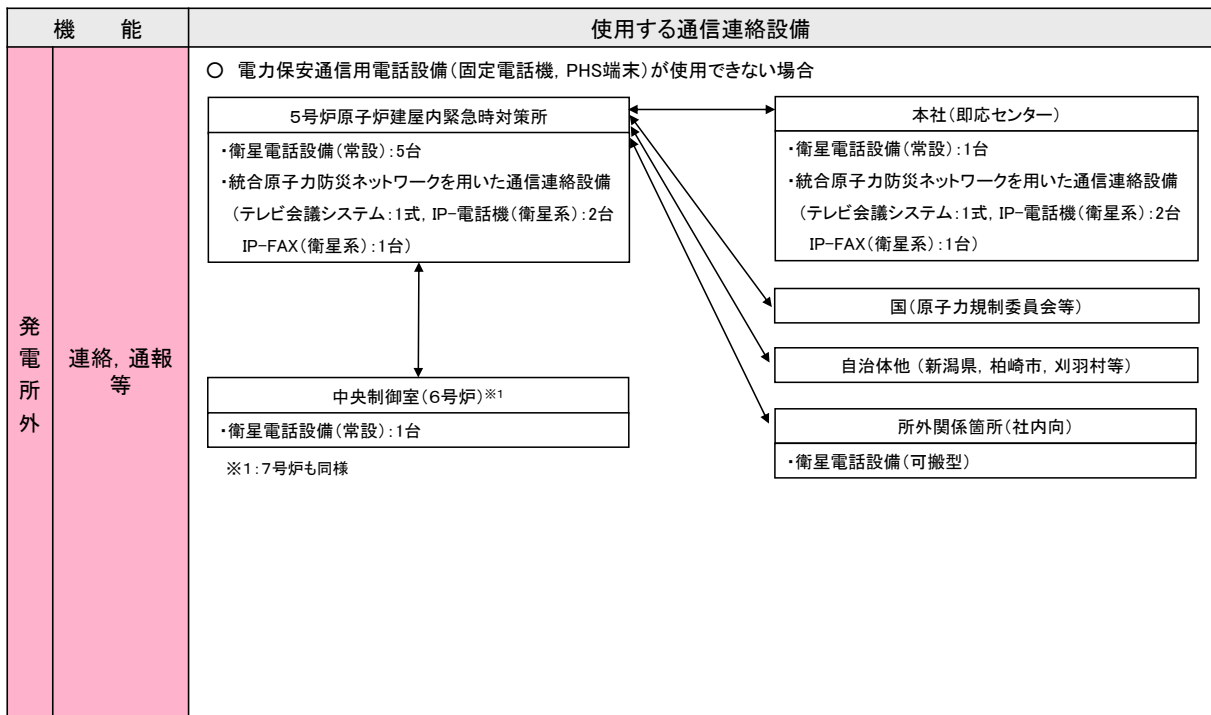 機 能
使用する通信連絡設備
発電所外
連絡，通報等
○ 電力保安通信用電話設備（固定電話機，PHS端末）が使用できない場合
５号炉原子炉建屋内緊急時対策所
・衛星電話設備（常設）：5台
・統合原子力防災ネットワークを用いた通信連絡設備
（テレビ会議システム：1式，IP-電話機（衛星系）：2台
IP-FAX（衛星系）：1台）
本社（即応センター）
・衛星電話設備（常設）：1台
・統合原子力防災ネットワークを用いた通信連絡設備
（テレビ会議システム：1式，IP-電話機（衛星系）：2台
IP-FAX（衛星系）：1台）
国（原子力規制委員会等）
自治体他 （新潟県，柏崎市，刈羽村等）
所外関係箇所（社内向）
・衛星電話設備（可搬型）
中央制御室（６号炉）※1
・衛星電話設備（常設）：1台
※１：７号炉も同様